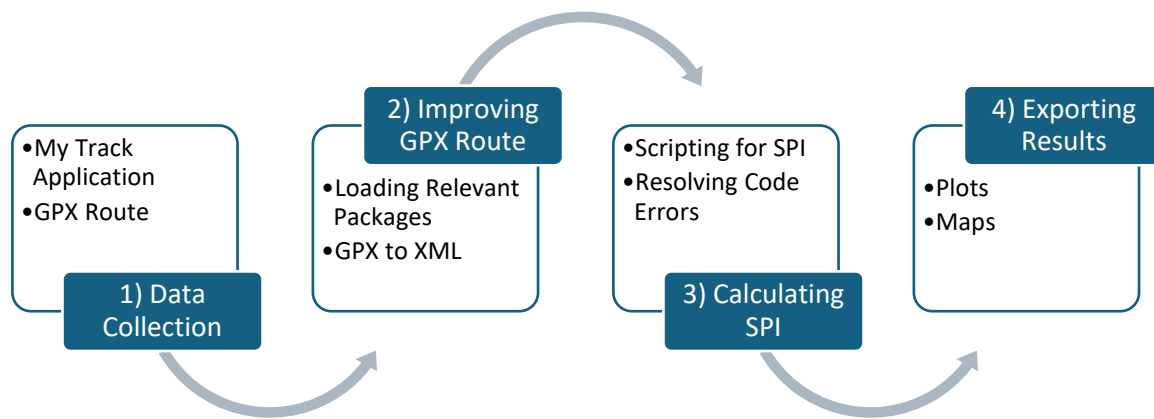 •My Track
Application
•GPX Route
1) Data
Collection
2) Improving
GPX Route
•Loading Relevant
Packages
•GPX to XML
•Scripting for SPI
•Resolving Code
Errors
3) Calculating
SPI
4) Exporting
Results
•Plots
•Maps